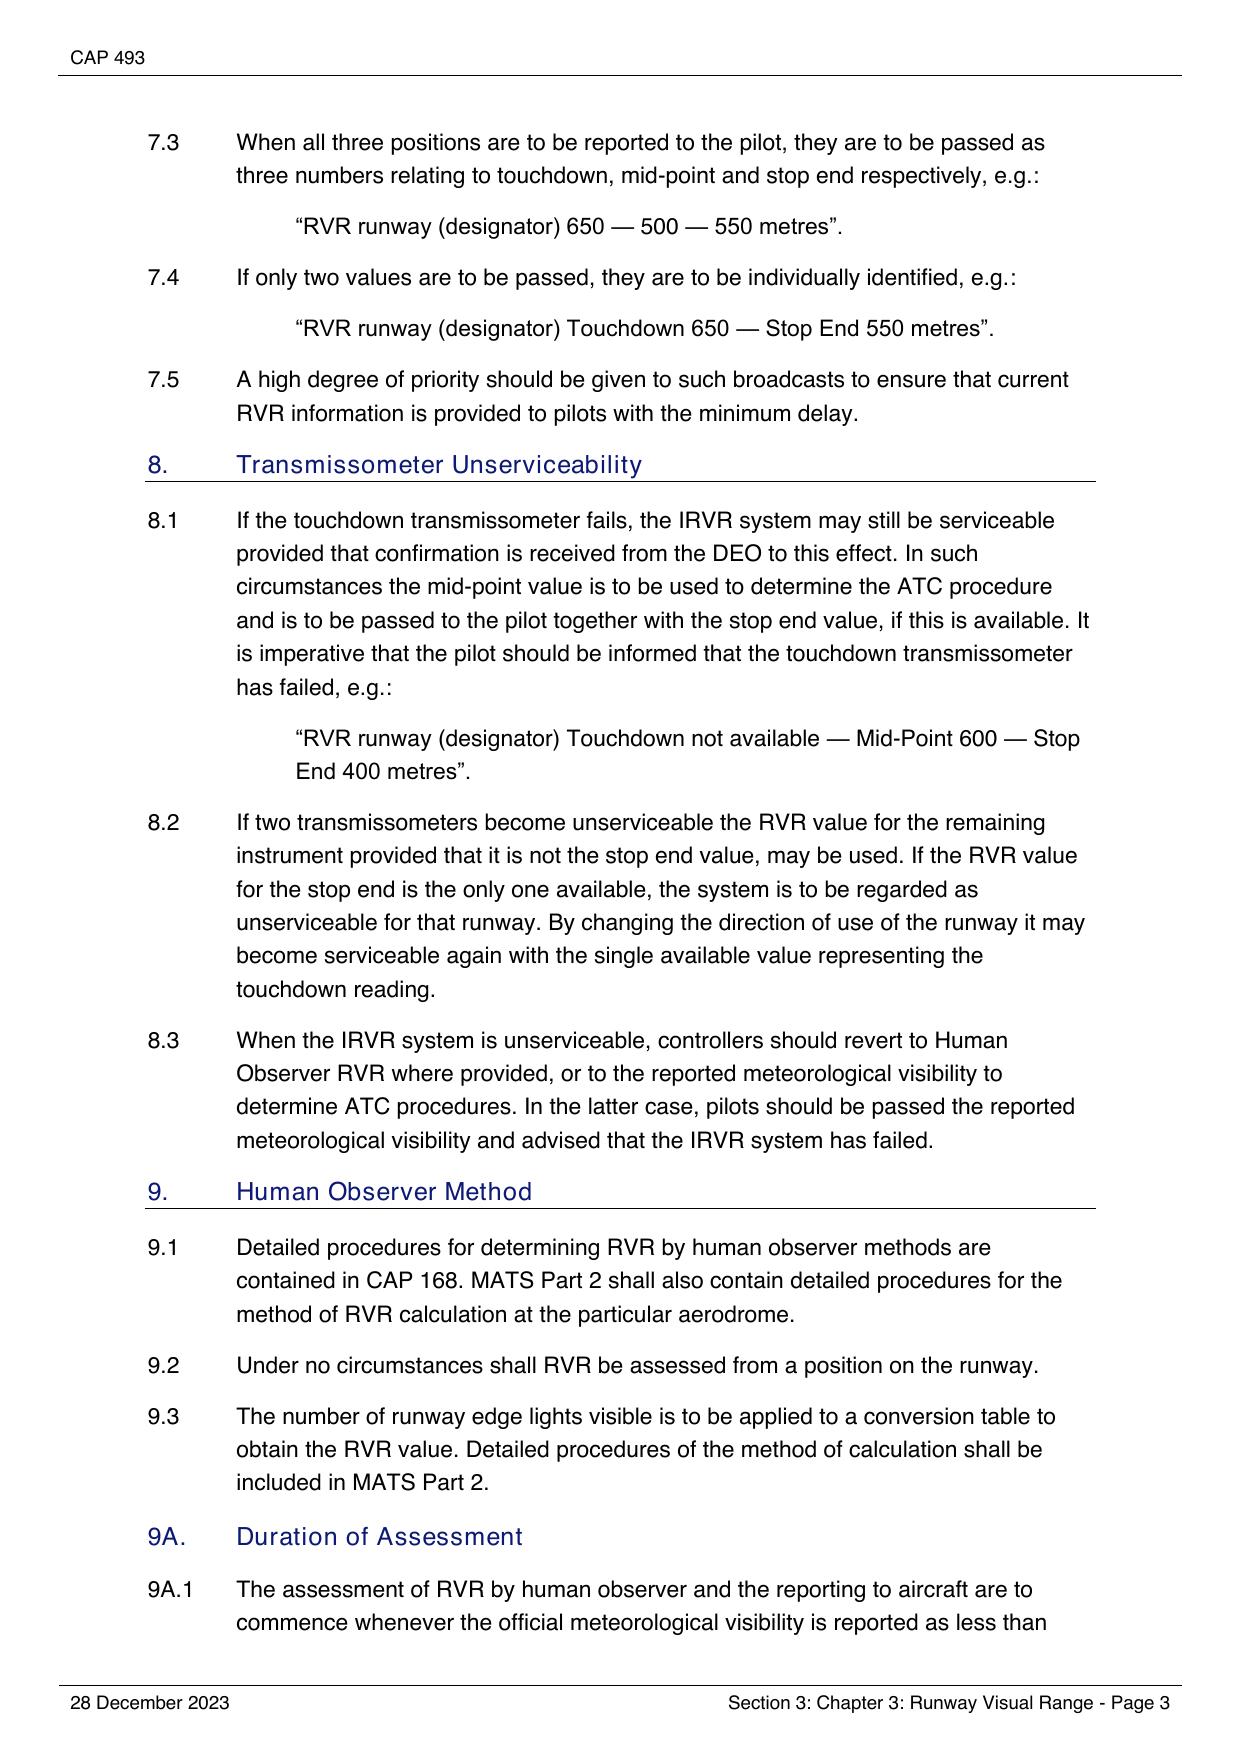 CAP 493
7.3 When all three positions are to be reported to the pilot, they are to be passed as
three numbers relating to touchdown, mid-point and stop end respectively, e.g.:
“RVR runway (designator) 650 — 500 — 550 metres”.
7.4 If only two values are to be passed, they are to be individually identified, e.g.:
“RVR runway (designator) Touchdown 650 — Stop End 550 metres”.
7.5 A high degree of priority should be given to such broadcasts to ensure that current
RVR information is provided to pilots with the minimum delay.
8. Transmissometer Unserviceability
8.1 If the touchdown transmissometer fails, the IRVR system may still be serviceable
provided that confirmation is received from the DEO to this effect. In such
circumstances the mid-point value is to be used to determine the ATC procedure
and is to be passed to the pilot together with the stop end value, if this is available. It
is imperative that the pilot should be informed that the touchdown transmissometer
has failed, e.g.:
“RVR runway (designator) Touchdown not available — Mid-Point 600 — Stop
End 400 metres”.
8.2 If two transmissometers become unserviceable the RVR value for the remaining
instrument provided that it is not the stop end value, may be used. If the RVR value
for the stop end is the only one available, the system is to be regarded as
unserviceable for that runway. By changing the direction of use of the runway it may
become serviceable again with the single available value representing the
touchdown reading.
8.3 When the IRVR system is unserviceable, controllers should revert to Human
Observer RVR where provided, or to the reported meteorological visibility to
determine ATC procedures. In the latter case, pilots should be passed the reported
meteorological visibility and advised that the IRVR system has failed.
9. Human Observer Method
9.1 Detailed procedures for determining RVR by human observer methods are
contained in CAP 168. MATS Part 2 shall also contain detailed procedures for the
method of RVR calculation at the particular aerodrome.
9.2 Under no circumstances shall RVR be assessed from a position on the runway.
9.3 The number of runway edge lights visible is to be applied to a conversion table to
obtain the RVR value. Detailed procedures of the method of calculation shall be
included in MATS Part 2.
9A. Duration of Assessment
9A.1 The assessment of RVR by human observer and the reporting to aircraft are to
commence whenever the official meteorological visibility is reported as less than
28 December 2023 Section 3: Chapter 3: Runway Visual Range - Page 3